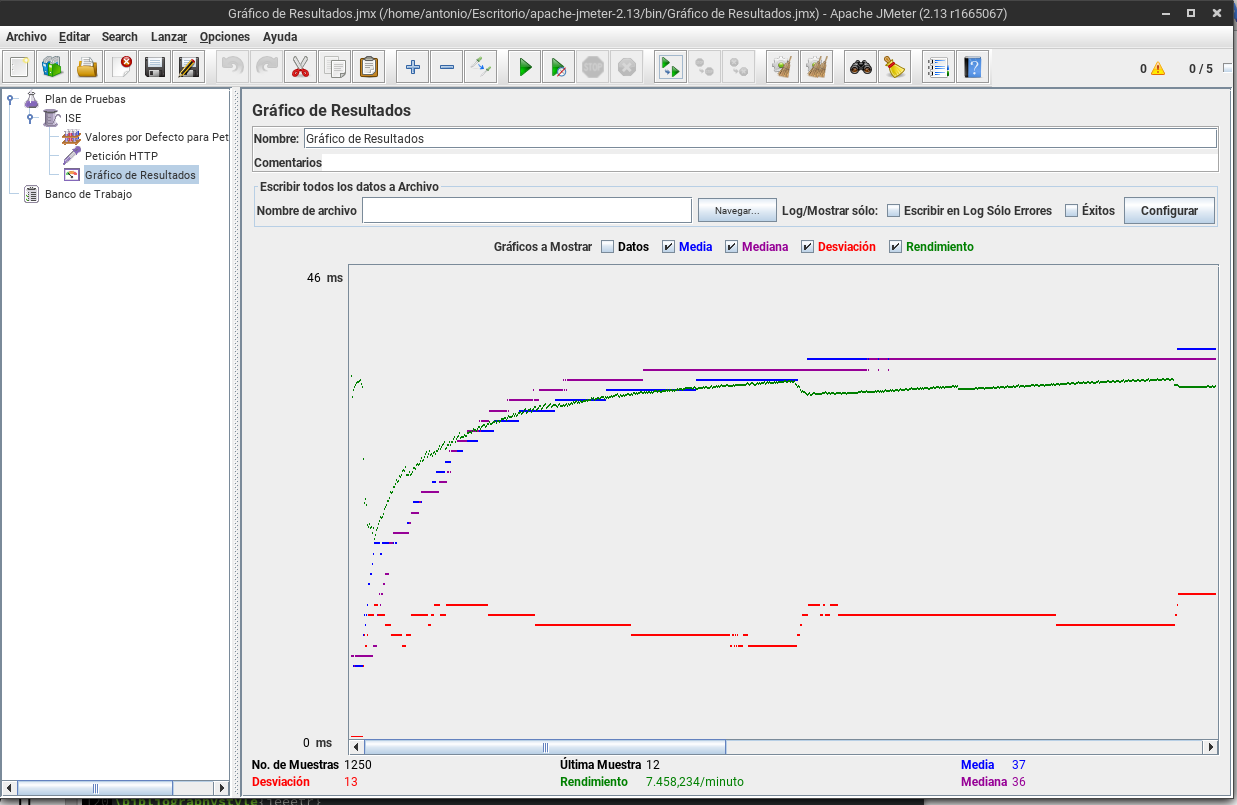 Gráfico de Resultados.jmx (/home/antonio/Escritorio/apache-jmeter-2.13/bin/Gráfico de Resultados.jmx) - Apache JMeter (2.13 r1665067)
Archivo Editar Search Lanzar Opciones Ayuda
STOP
0 0 / 5
Plan de Pruebas
ISE
Valores por Defecto para Pet
Petición HTTP
Gráfico de Resultados
Banco de Trabajo
Gráfico de Resultados
Nombre: Gráfico de Resultados
Comentarios
Escribir todos los datos a Archivo
Nombre de archivo Navegar... Log/Mostrar sólo: Escribir en Log Sólo Errores Éxitos Configurar
Gráficos a Mostrar Datos Media Mediana Desviación Rendimiento
46 ms
0 ms
No. de Muestras 1250 Última Muestra 12 Media 37
Desviación 13 Rendimiento 7.458,234/minuto Mediana 36